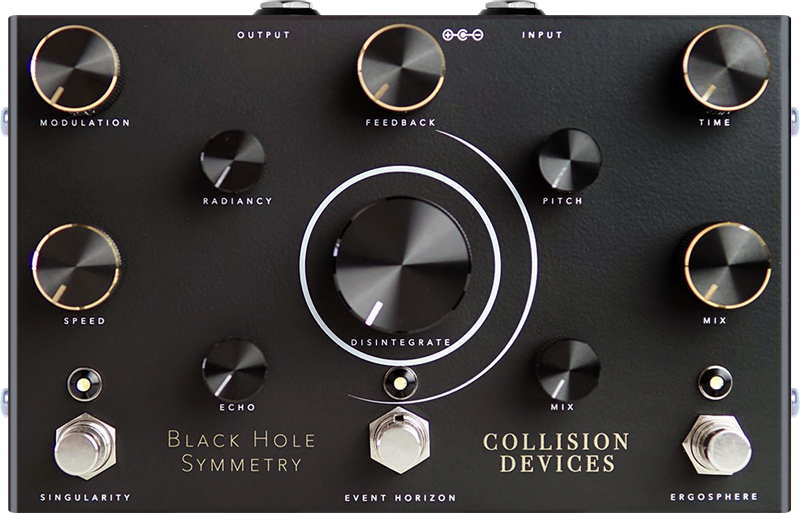 OUTPUT
INPUT
MODULATION
FEEDBACK
TIME
RADIANCY
PITCH
SPEED
DISINTEGRATE
MIX
ECHO
MIX
BLACK HOLE
SYMMETRY
COLLISION
DEVICES
SINGULARITY
EVENT HORIZON
ERGOSPHERE